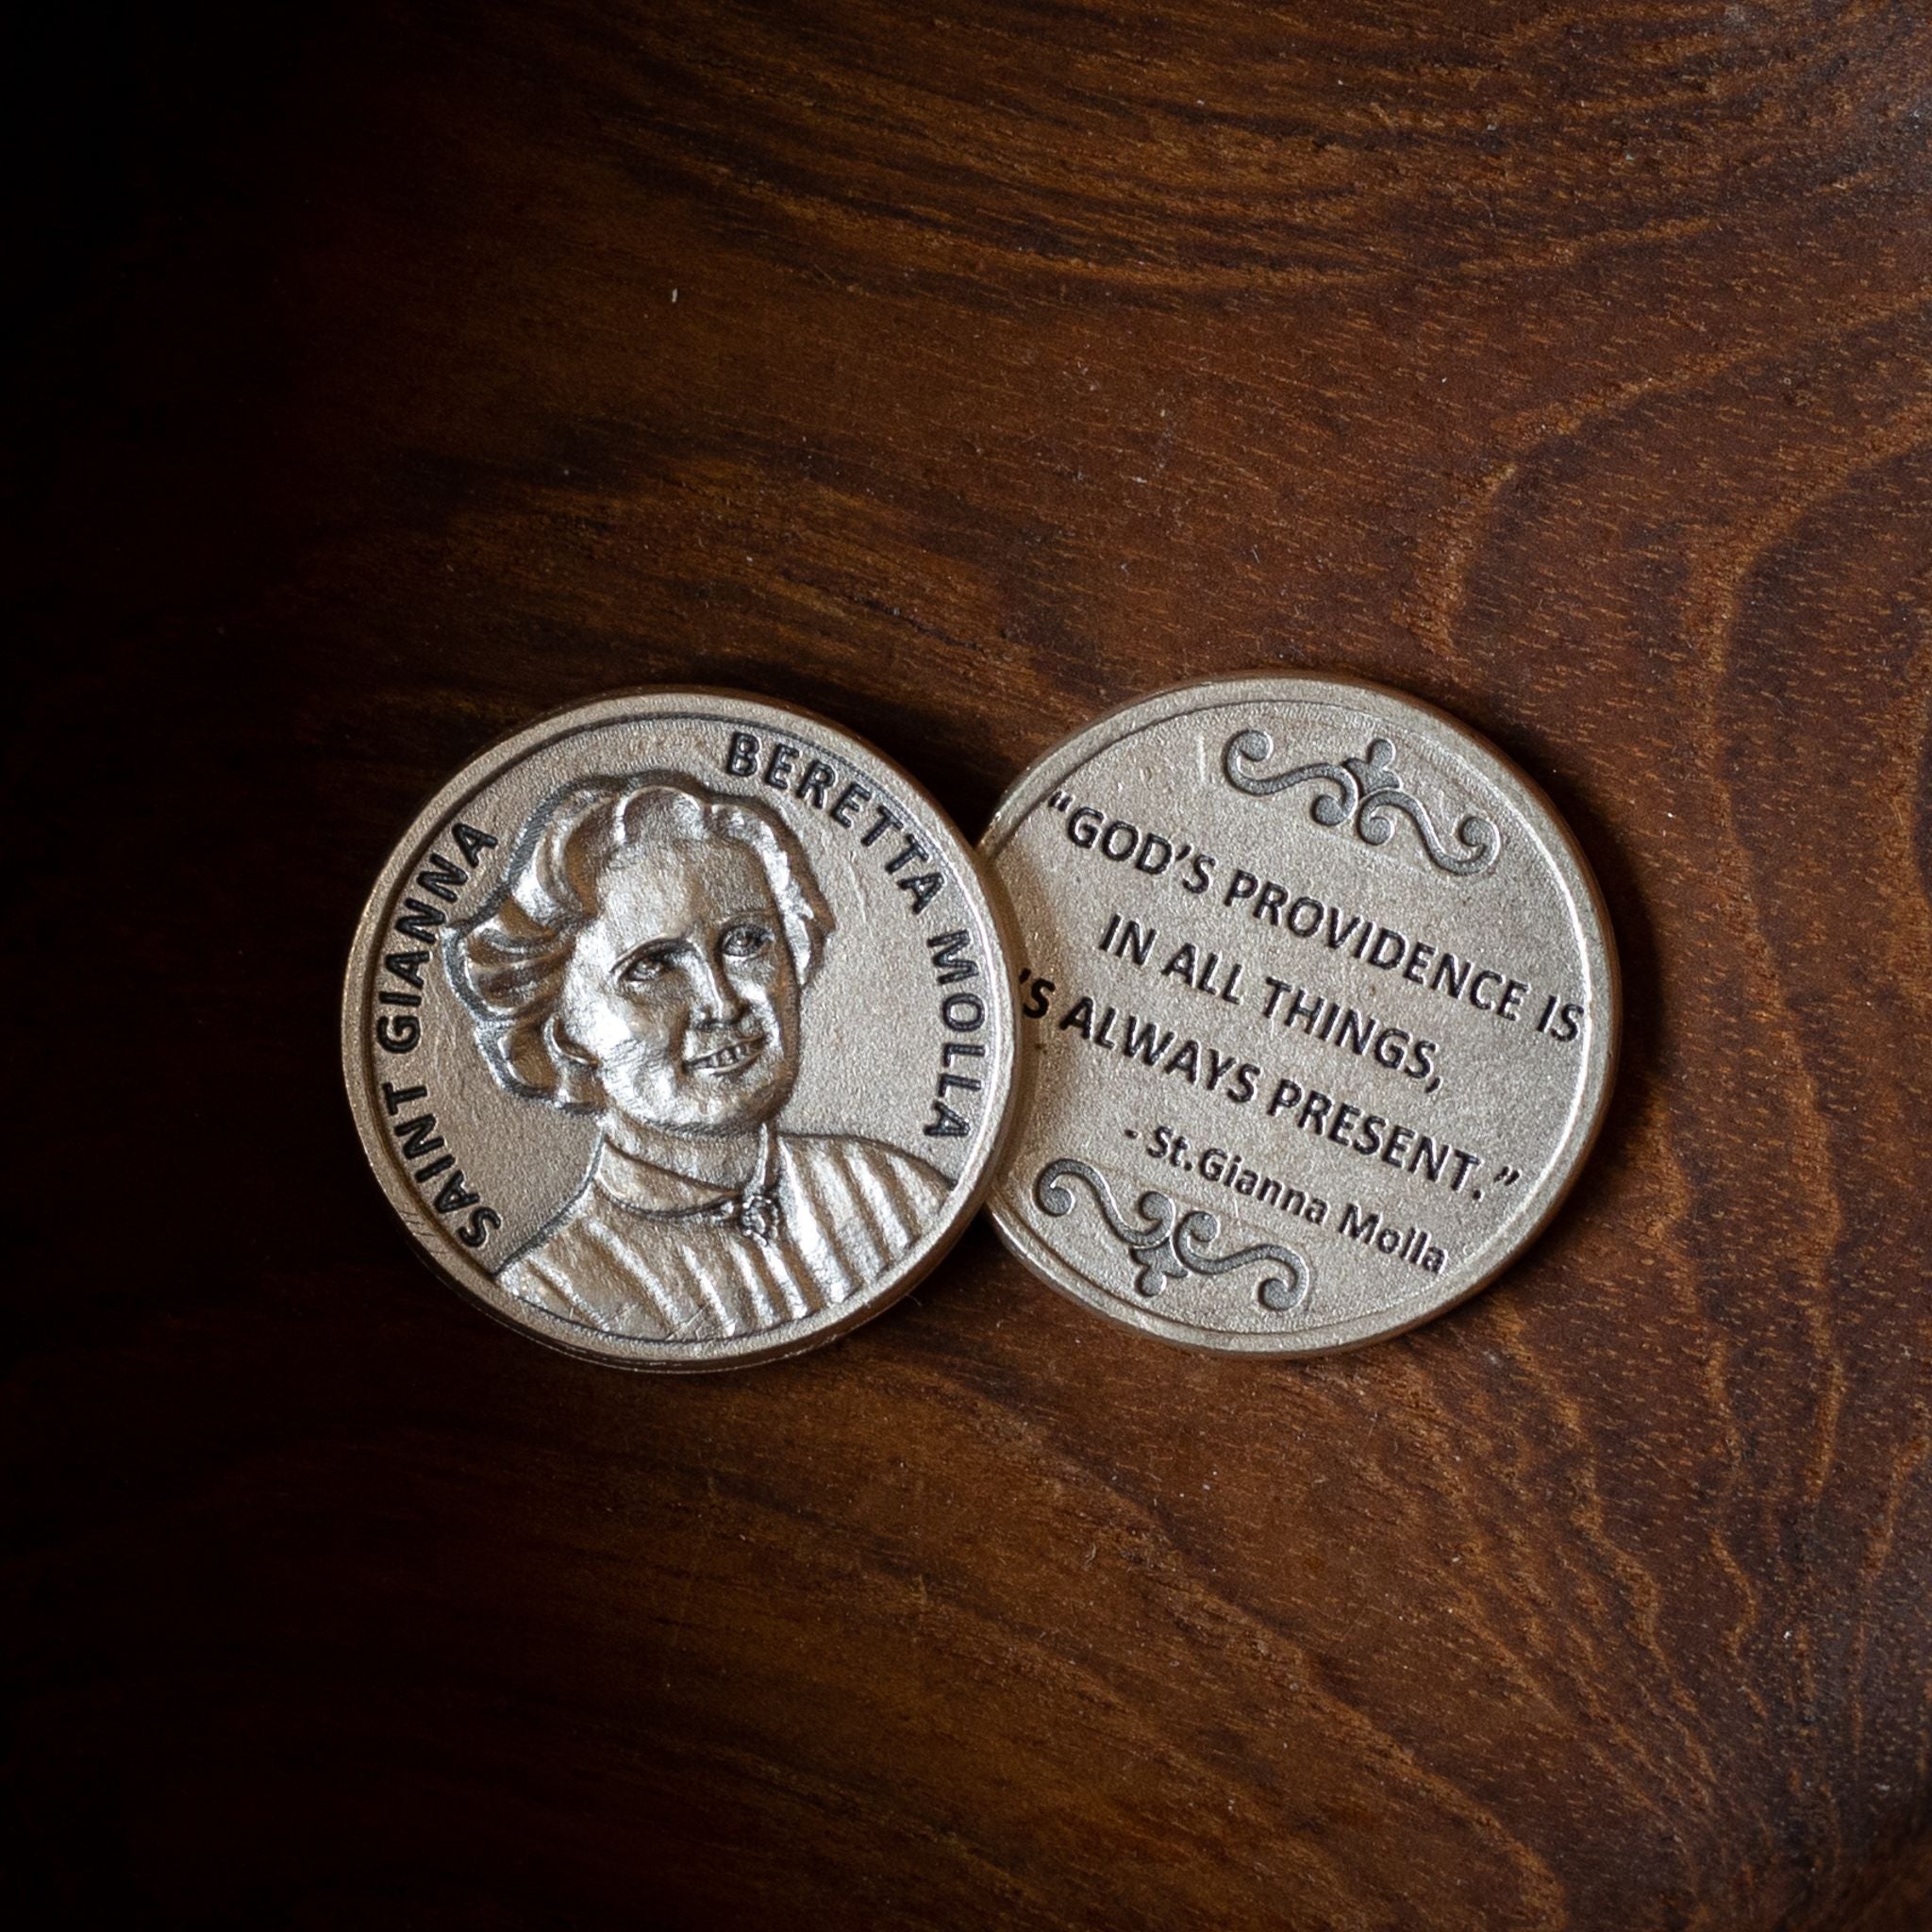 SAINT GIANNA BERETTA MOLLA
“GOD’S PROVIDENCE IS
IN ALL THINGS,
’S ALWAYS PRESENT.”
- St.Gianna Molla